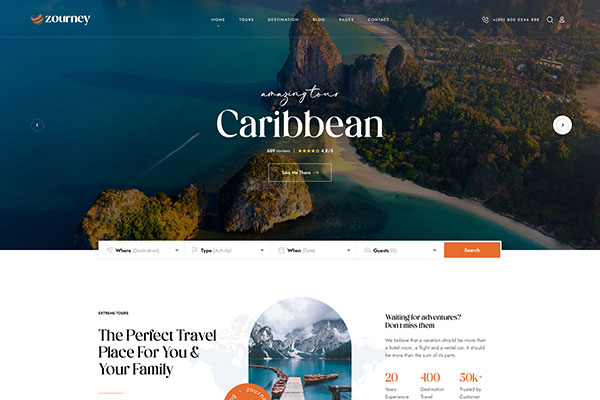 zourney
HOME TOURS DESTINATION BLOG PAGES CONTACT
+(40) 800 0246 888
amazing tour
Caribbean
689 reviews | 4,8/5
Take Me There
Where (Destination)
Type (Activity)
When (Date)
Guests (0)
Search
EXTREME TOURS
The Perfect Travel
Place For You &
Your Family
Waiting for adventures?
Don't miss them
We believe that a vacation should be more than
a hotel room, a flight and a rental car. It should
be more than the sum of its parts.
20 400 50k+
Years Destination Trusted by
Experience Travel Customer